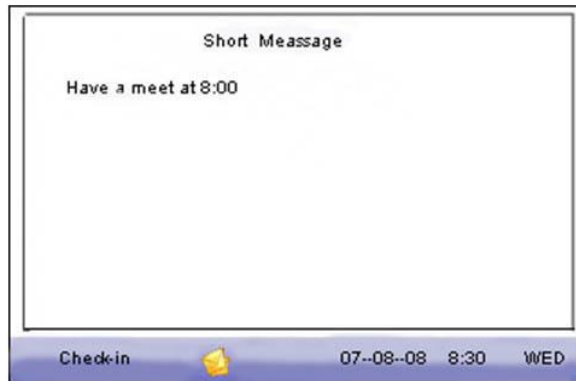 Short Meassage
Have a meet at 8:00
Check-in 07--08--08 8:30 WED